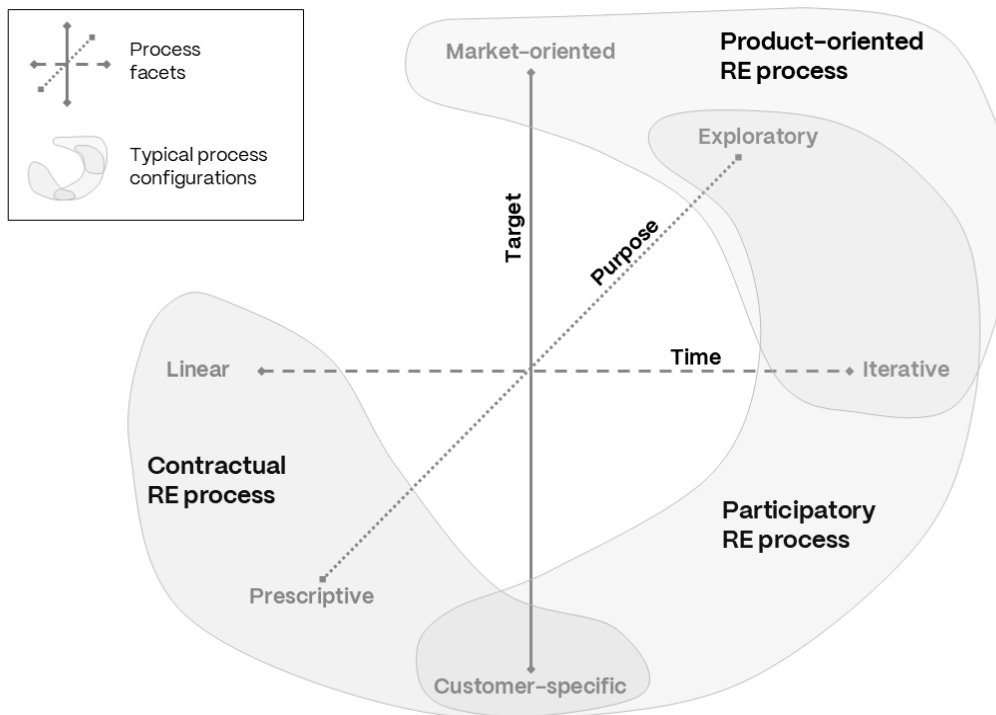 Process
facets
Typical process
configurations
Market-oriented
Product-oriented
RE process
Exploratory
Target
Purpose
Time
Linear
Iterative
Contractual
RE process
Participatory
RE process
Prescriptive
Customer-specific